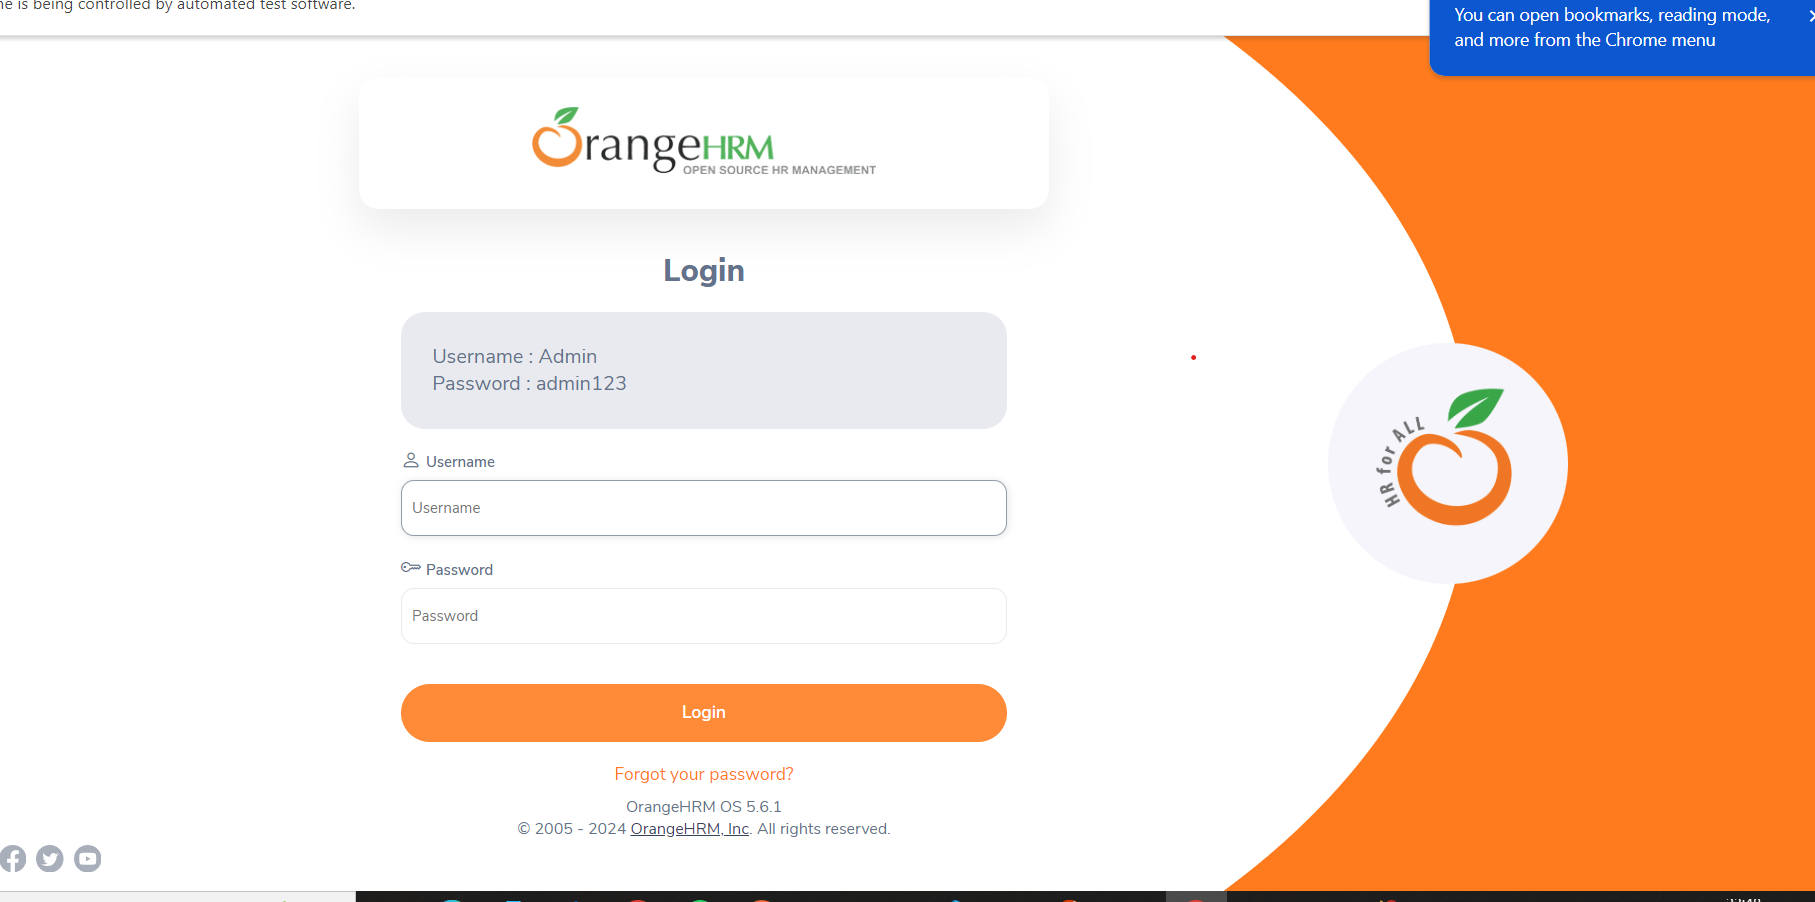 is being controlled by automated test software.
You can open bookmarks, reading mode,
and more from the Chrome menu
OrangeHRM
OPEN SOURCE HR MANAGEMENT
Login
Username : Admin
Password : admin123
Username
Username
Password
Password
Login
Forgot your password?
OrangeHRM OS 5.6.1
© 2005 - 2024 OrangeHRM, Inc. All rights reserved.
HR for ALL